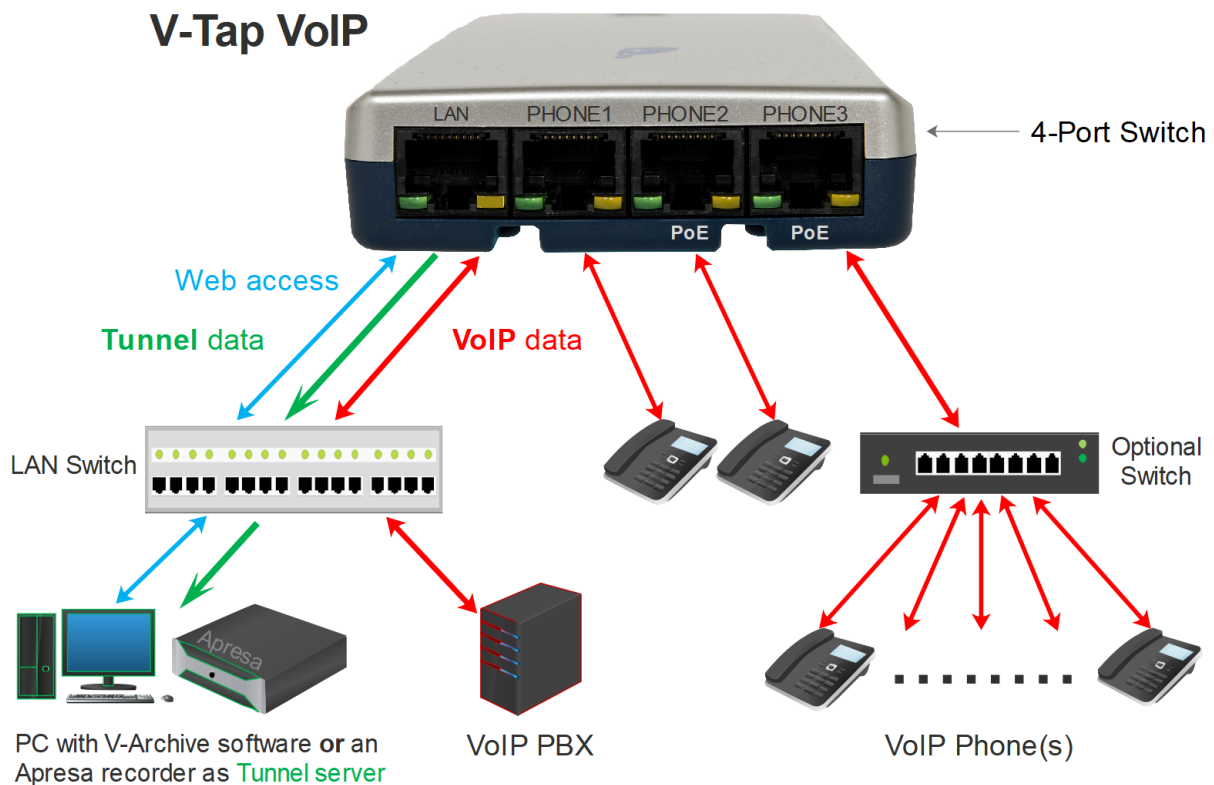 V-Tap VoIP
LAN
PHONE1
PHONE2
PHONE3
4-Port Switch
PoE
PoE
Web access
Tunnel data
VoIP data
LAN Switch
Optional
Switch
Apresa
PC with V-Archive software or an
Apresa recorder as Tunnel server
VoIP PBX
VoIP Phone(s)